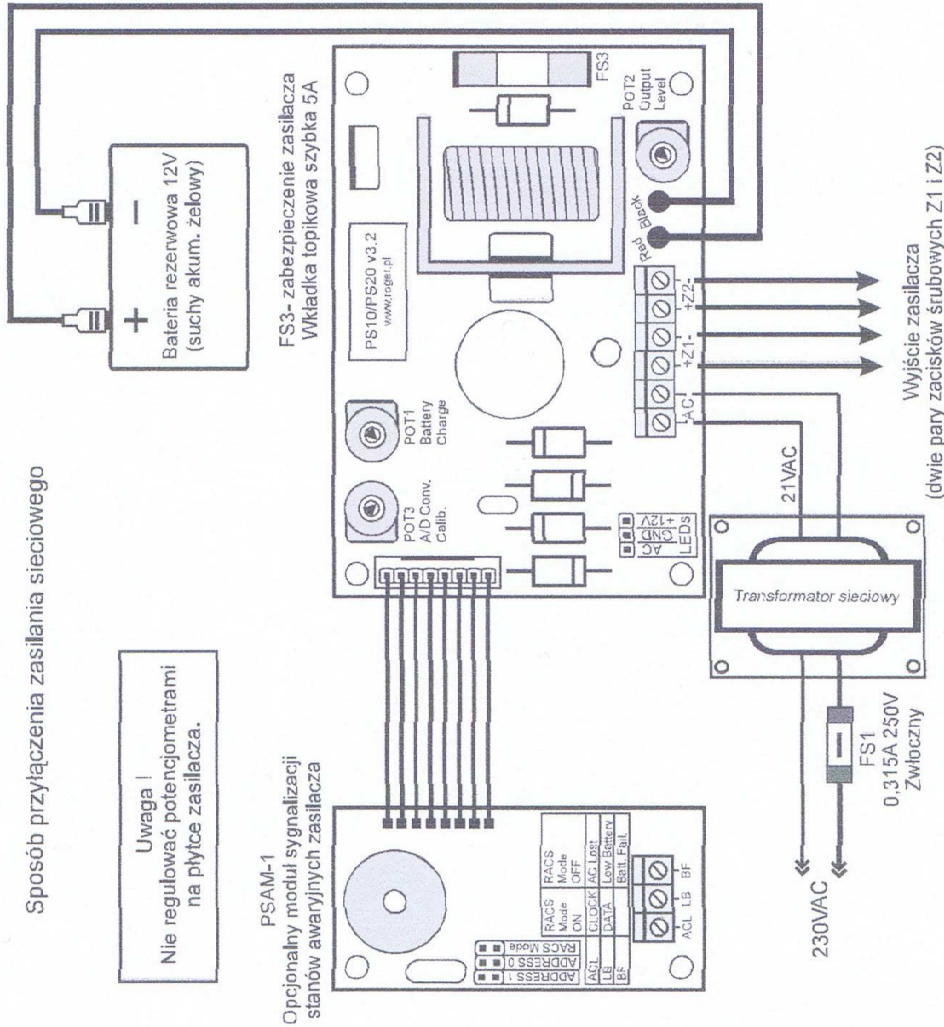 Sposób przyłączenia zasilania sieciowego
Uwaga !
Nie regulować potencjometrami
na płytce zasilacza.
+
-
Bateria rezerwowa 12V
(suchy akum. żelowy)
FS3- zabezpieczenie zasilacza
Wkładka topikowa szybka 5A
PSAM-1
Opcjonalny moduł sygnalizacji
stanów awaryjnych zasilacza
RACS Mode
ADDRESS 0
ADDRESS 1
RACS Mode ON
RACS Mode OFF
ACL CLOCK AC Lost
LB DATA Low Battery
BF Batt. Fail.
ACL LB BF
POT3
A/D Conv.
Calib.
POT1
Battery
Charge
PS10/PS20 v3.2
www.roger.pl
FS3
POT2
Output
Level
Red
Black
AC
GND
+12V
LEDs
-AC
+Z1-
+Z2-
21VAC
Transformator sieciowy
230VAC
FS1
0,315A 250V
Zwłoczny
Wyjście zasilacza
(dwie pary zacisków śrubowych Z1 i Z2)